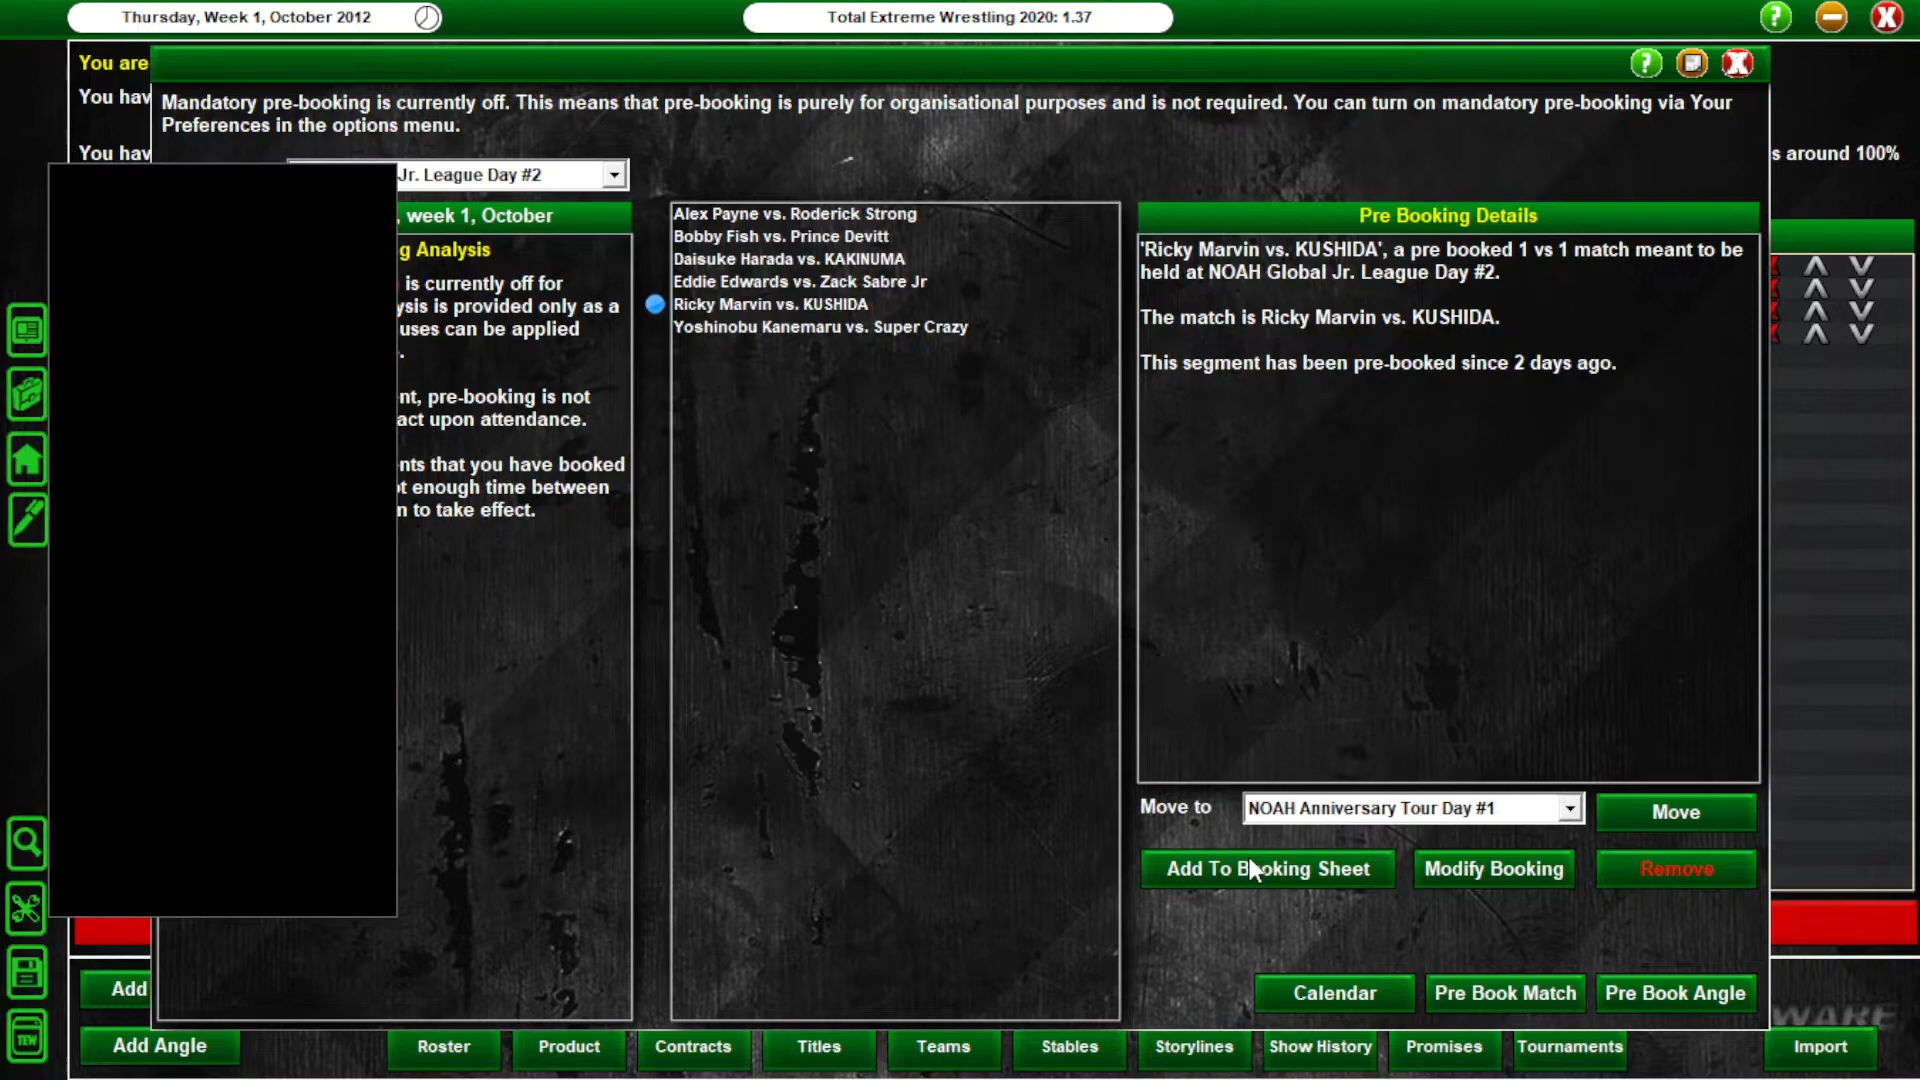 Thursday, Week 1, October 2012
Total Extreme Wrestling 2020: 1.37
You are
You hav
Mandatory pre-booking is currently off. This means that pre-booking is purely for organisational purposes and is not required. You can turn on mandatory pre-booking via Your
Preferences in the options menu.
You hav
s around 100%
Jr. League Day #2
, week 1, October
g Analysis
is currently off for
ysis is provided only as a
uses can be applied
.
nt, pre-booking is not
act upon attendance.
nts that you have booked
t enough time between
n to take effect.
Alex Payne vs. Roderick Strong
Bobby Fish vs. Prince Devitt
Daisuke Harada vs. KAKINUMA
Eddie Edwards vs. Zack Sabre Jr
Ricky Marvin vs. KUSHIDA
Yoshinobu Kanemaru vs. Super Crazy
Pre Booking Details
'Ricky Marvin vs. KUSHIDA', a pre booked 1 vs 1 match meant to be
held at NOAH Global Jr. League Day #2.
The match is Ricky Marvin vs. KUSHIDA.
This segment has been pre-booked since 2 days ago.
Move to
NOAH Anniversary Tour Day #1
Move
Add To Booking Sheet
Modify Booking
Remove
Calendar
Pre Book Match
Pre Book Angle
Add
WARE
TEW
Add Angle
Roster
Product
Contracts
Titles
Teams
Stables
Storylines
Show History
Promises
Tournaments
Import